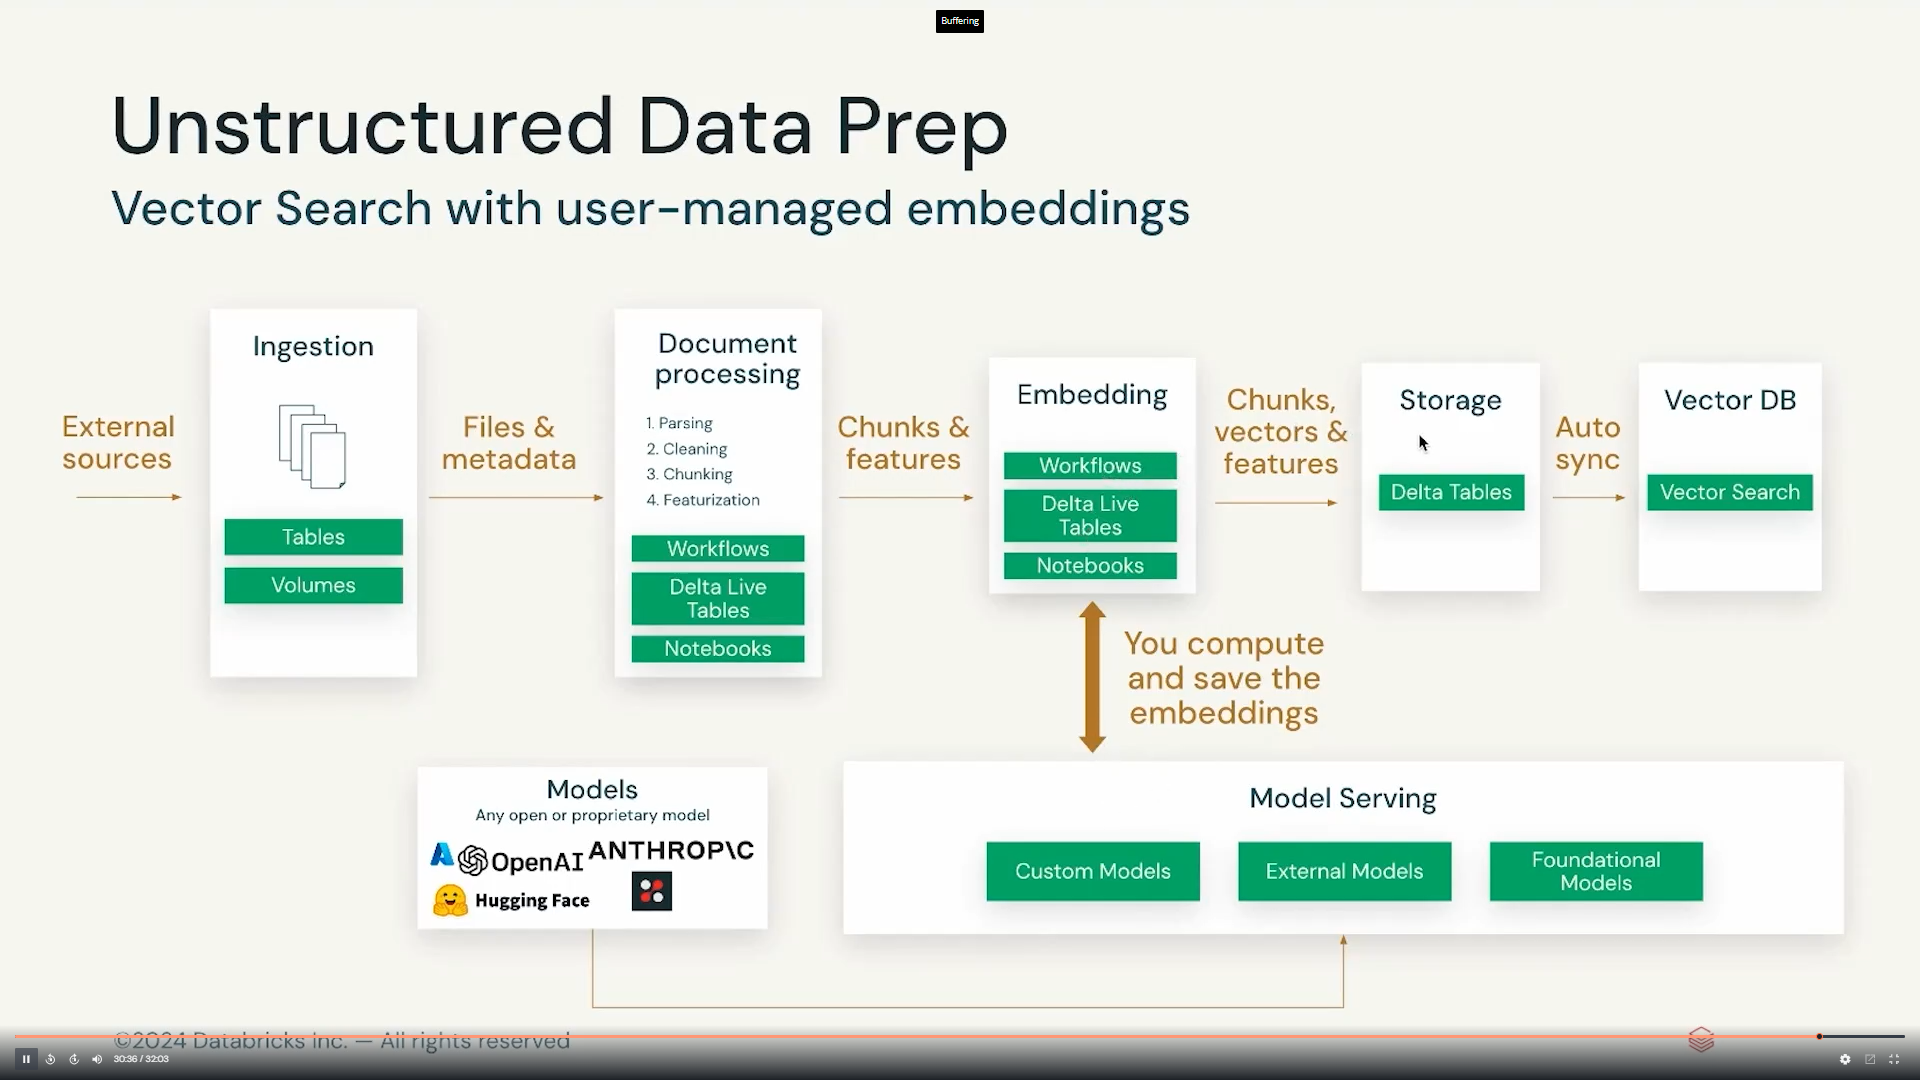 Buffering
Unstructured Data Prep
Vector Search with user-managed embeddings
External
sources
Ingestion
Tables
Volumes
Files &
metadata
Document
processing
1. Parsing
2. Cleaning
3. Chunking
4. Featurization
Workflows
Delta Live
Tables
Notebooks
Chunks &
features
Embedding
Workflows
Delta Live
Tables
Notebooks
Chunks,
vectors &
features
Storage
Delta Tables
Auto
sync
Vector DB
Vector Search
You compute
and save the
embeddings
Models
Any open or proprietary model
OpenAI
ANTHROP\C
Hugging Face
Model Serving
Custom Models
External Models
Foundational
Models
©2024 Databricks Inc. — All rights reserved
30:36 / 32:03